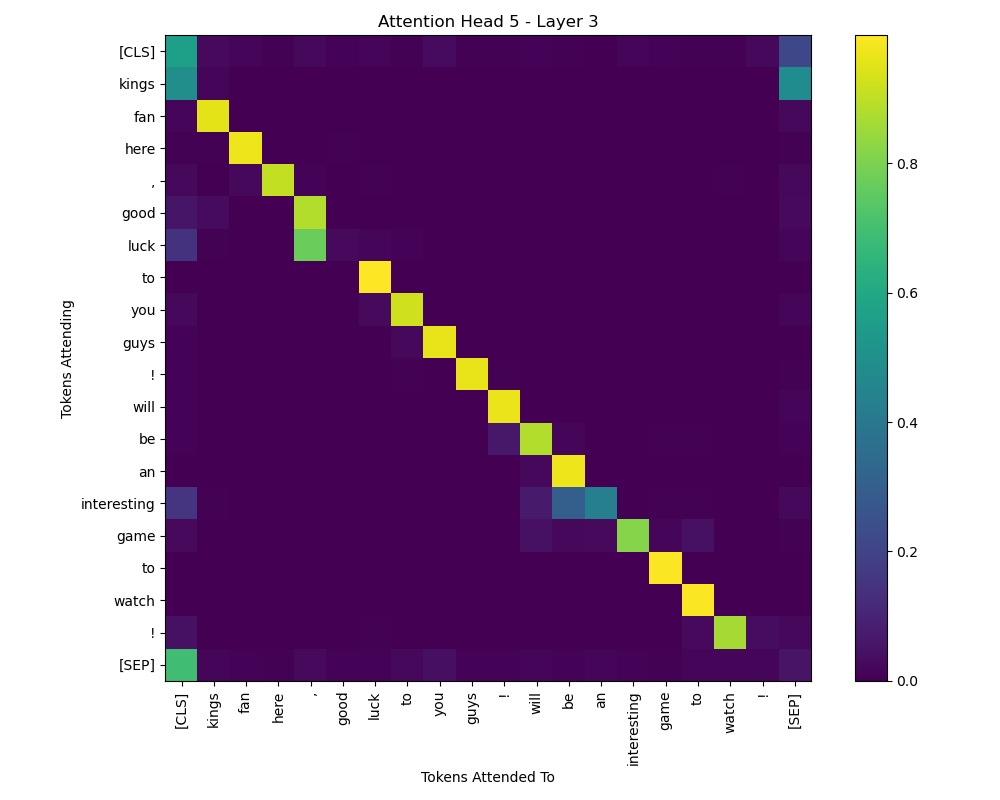 Attention Head 5 - Layer 3
Tokens Attending
[CLS]
kings
fan
here
,
good
luck
to
you
guys
!
will
be
an
interesting
game
to
watch
!
[SEP]
[CLS]
kings
fan
here
,
good
luck
to
you
guys
!
will
be
an
interesting
game
to
watch
!
[SEP]
Tokens Attended To
0.8
0.6
0.4
0.2
0.0